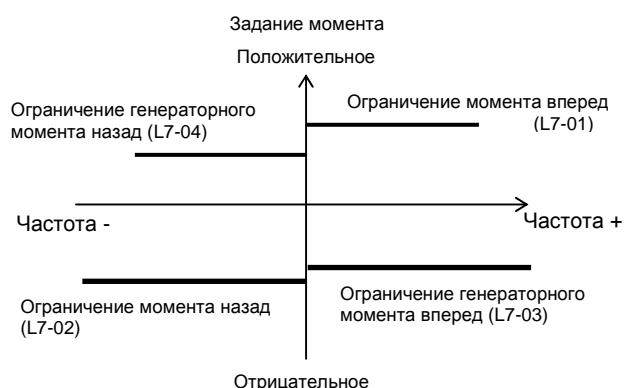 Задание момента
Положительное
Ограничение генераторного
момента назад (L7-04)
Ограничение момента вперед
(L7-01)
Частота -
Частота +
Ограничение момента назад
(L7-02)
Ограничение генераторного
момента вперед (L7-03)
Отрицательное